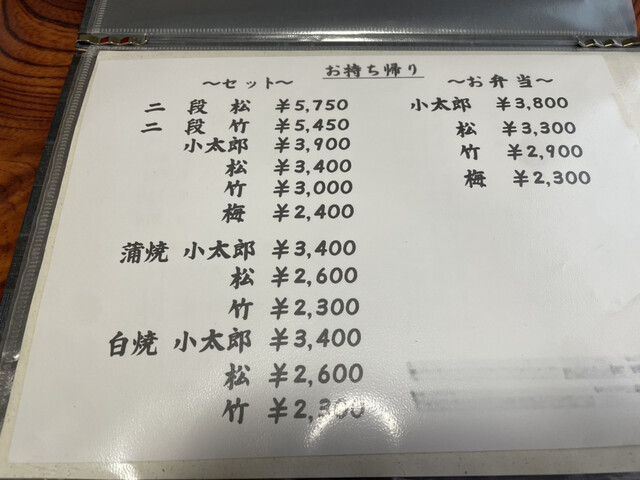 お持ち帰り
～セット～
二段松 ¥5,750
二段竹 ¥5,450
小太郎 ¥3,900
松 ¥3,400
竹 ¥3,000
梅 ¥2,400
蒲焼 小太郎 ¥3,400
松 ¥2,600
竹 ¥2,300
白焼 小太郎 ¥3,400
松 ¥2,600
竹 ¥2,300
～お弁当～
小太郎 ¥3,800
松 ¥3,300
竹 ¥2,900
梅 ¥2,300